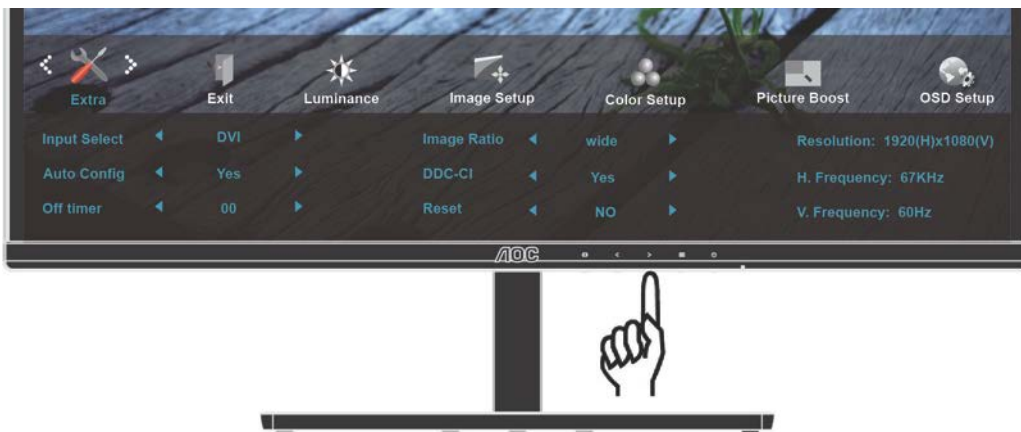 Extra Exit Luminance Image Setup Color Setup Picture Boost OSD Setup
Input Select DVI Image Ratio wide Resolution: 1920(H)x1080(V)
Auto Config Yes DDC-CI Yes H. Frequency: 67KHz
Off timer 00 Reset NO V. Frequency: 60Hz
AOC